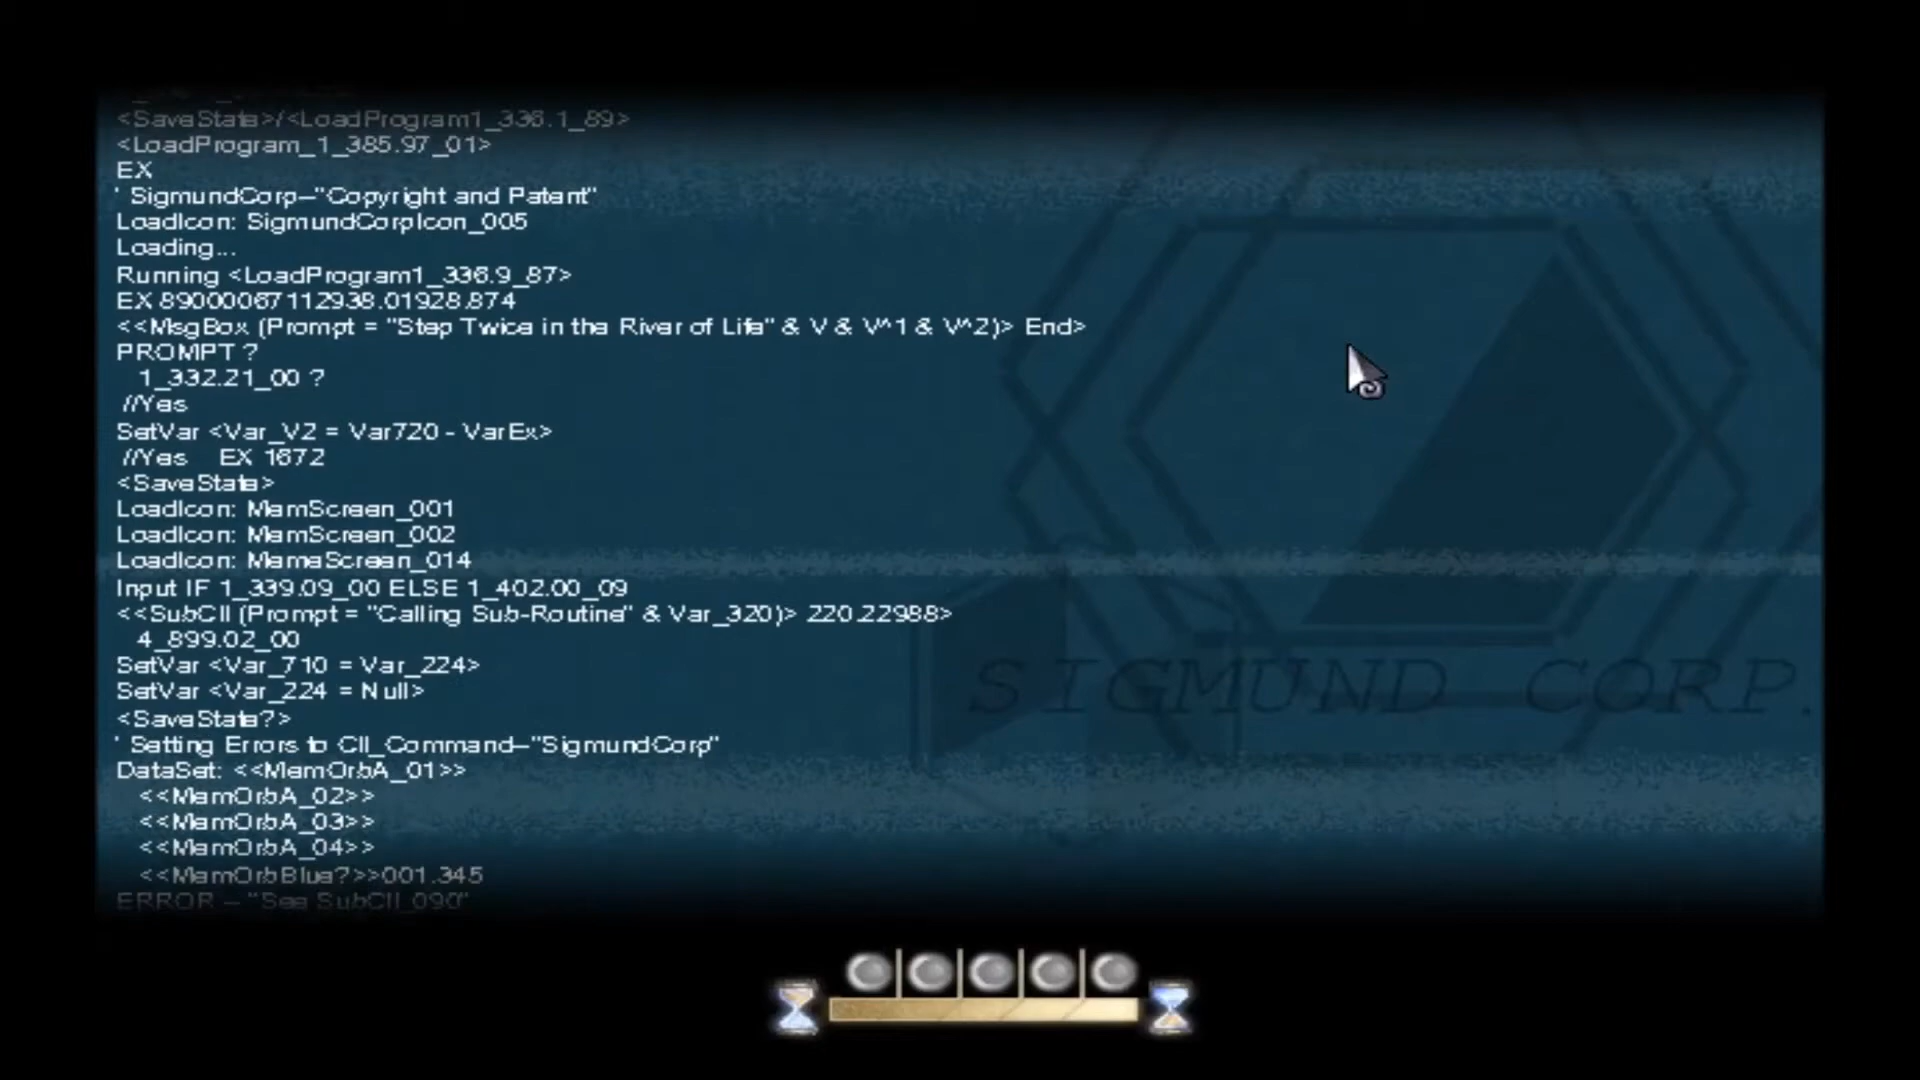 <SaveState>/<LoadProgram1_336.1_89>
<LoadProgram_1_385.97_01>
EX
' SigmundCorp--"Copyright and Patent"
LoadIcon: SigmundCorpIcon_005
Loading...
Running <LoadProgram1_336.9_87>
EX 89000067112938.01928.874
<<MsgBox (Prompt = "Step Twice in the River of Life" & V & V^1 & V^2)> End>
PROMPT ?
1_332.21_00 ?
//Yes
SetVar <Var_V2 = Var720 - VarEx>
//Yes EX 1672
<SaveState>
LoadIcon: MemScreen_001
LoadIcon: MemScreen_002
LoadIcon: MemeScreen_014
Input IF 1_339.09_00 ELSE 1_402.00_09
<<SubCll (Prompt = "Calling Sub-Routine" & Var_320)> 220.22988>
4_899.02_00
SetVar <Var_710 = Var_224>
SetVar <Var_224 = Null>
<SaveState?>
' Setting Errors to Cll_Command--"SigmundCorp"
DataSet: <<MemOrbA_01>>
<<MemOrbA_02>>
<<MemOrbA_03>>
<<MemOrbA_04>>
<<MemOrbBlue?>>001.345
ERROR -- "See SubCll_090"
SIGMUND CORP.